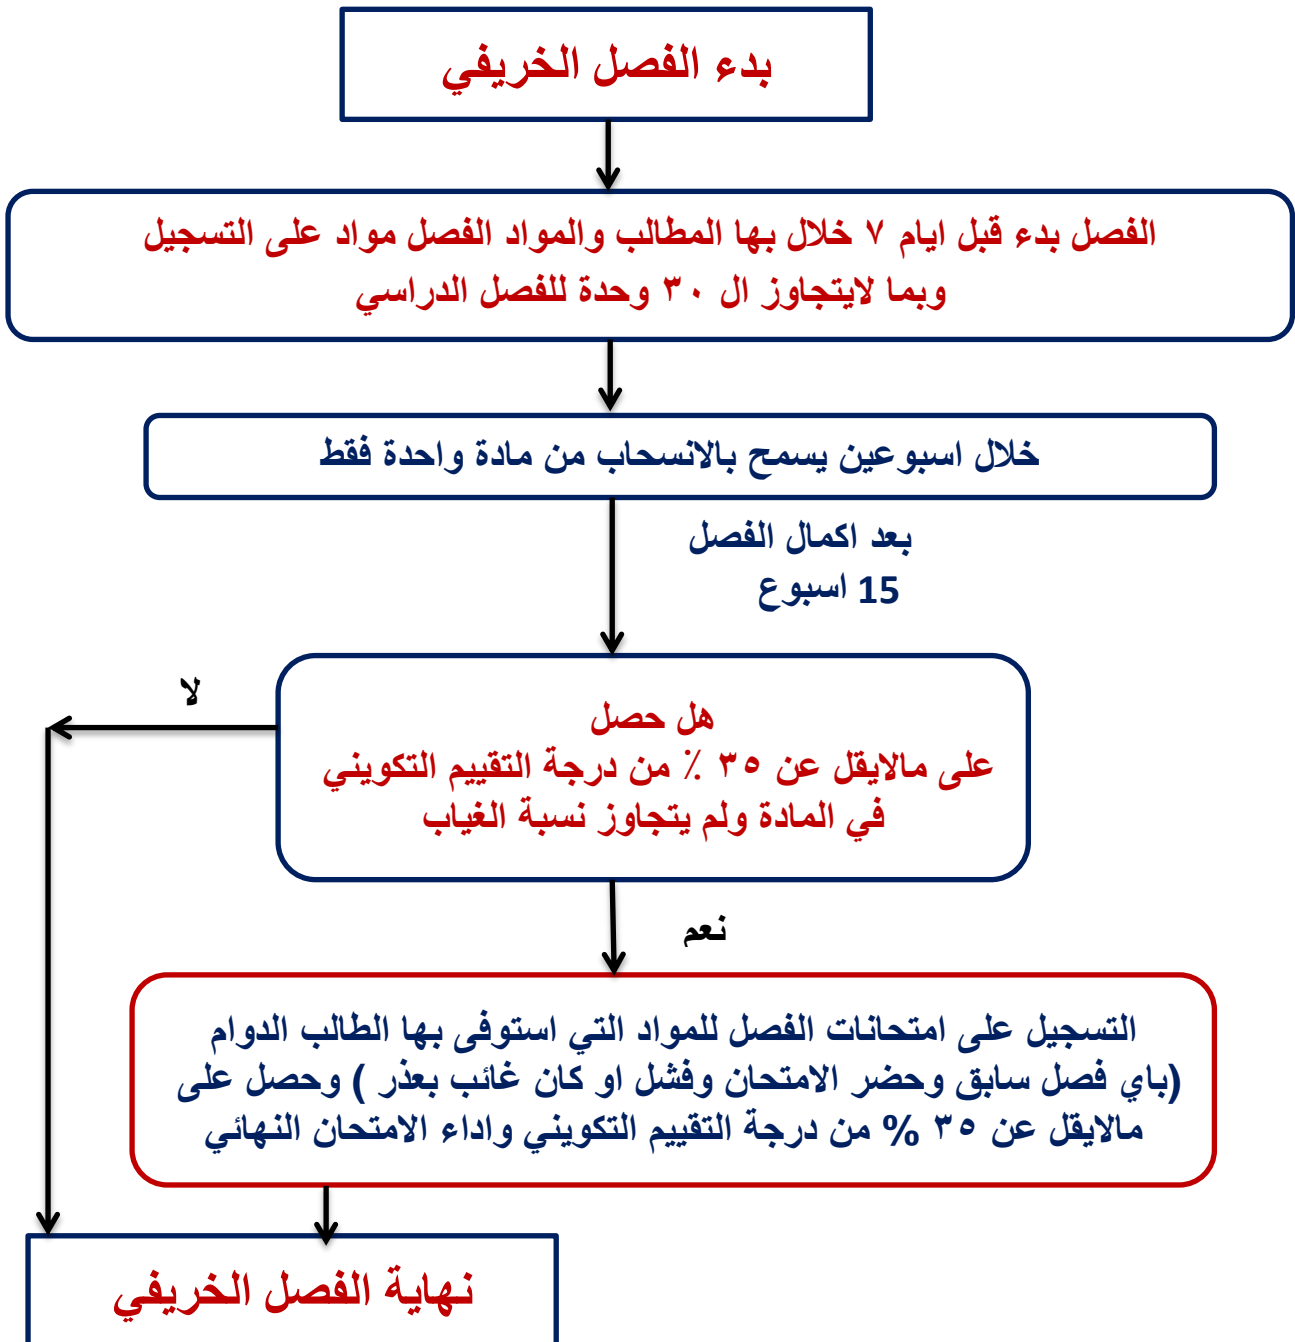 بدء الفصل الخريفي
الفصل بدء قبل ايام ٧ خلال بها المطالب والمواد الفصل مواد على التسجيل
وبما لايتجاوز ال ٣٠ وحدة للفصل الدراسي
خلال اسبوعين يسمح بالانسحاب من مادة واحدة فقط
بعد اكمال الفصل
15 اسبوع
لا
هل حصل
على مالايقل عن ٣٥ ٪ من درجة التقييم التكويني
في المادة ولم يتجاوز نسبة الغياب
نعم
التسجيل على امتحانات الفصل للمواد التي استوفى بها الطالب الدوام
(باي فصل سابق وحضر الامتحان وفشل او كان غائب بعذر ) وحصل على
مالايقل عن ٣٥ % من درجة التقييم التكويني واداء الامتحان النهائي
نهاية الفصل الخريفي